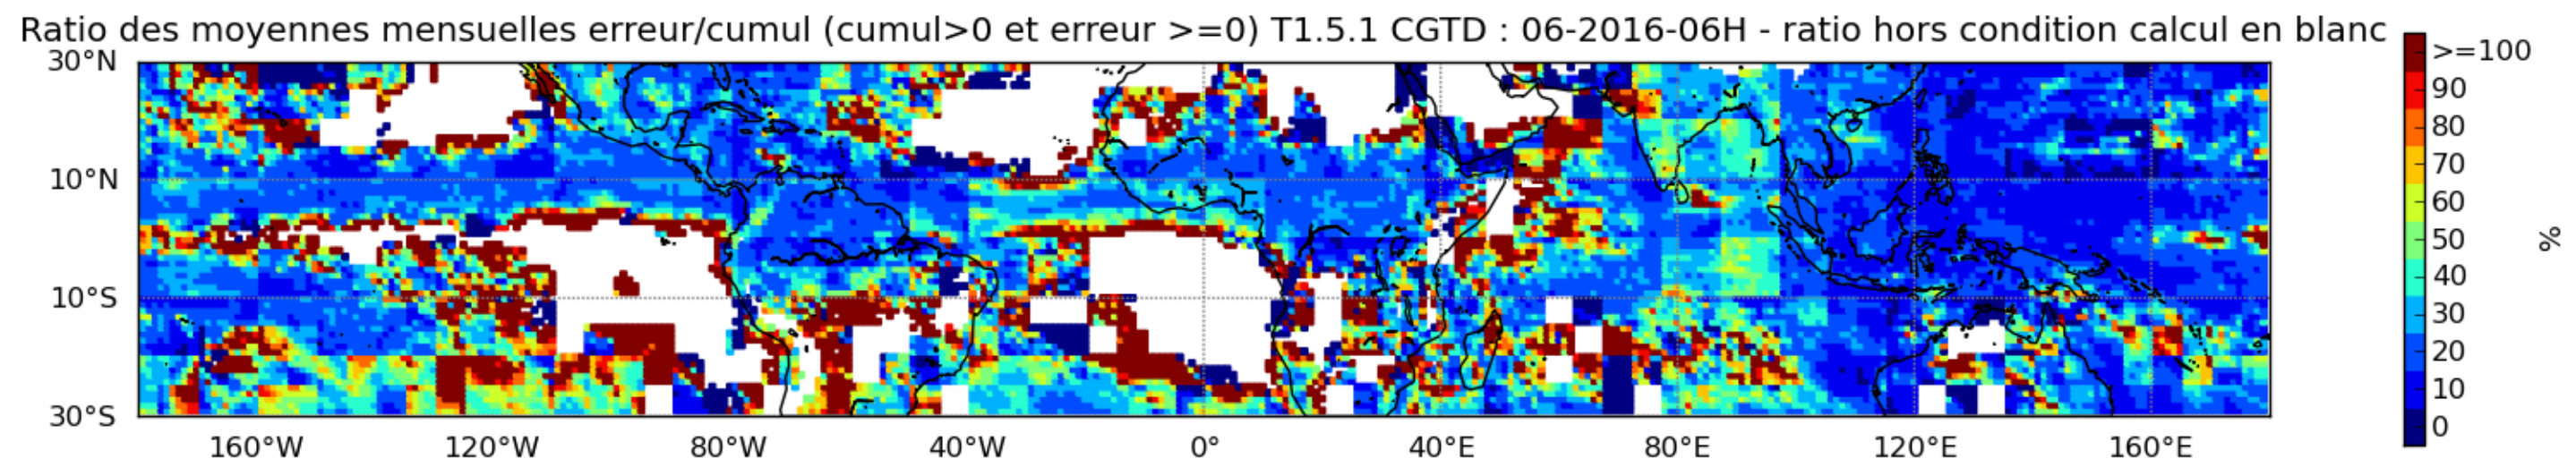 Ratio des moyennes mensuelles erreur/cumul (cumul>0 et erreur >=0) T1.5.1 CGTD : 06-2016-06H - ratio hors condition calcul en blanc
30°N
10°N
10°S
30°S
160°W 120°W 80°W 40°W 0° 40°E 80°E 120°E 160°E
>=100
90
80
70
60
50
40
30
20
10
0
%